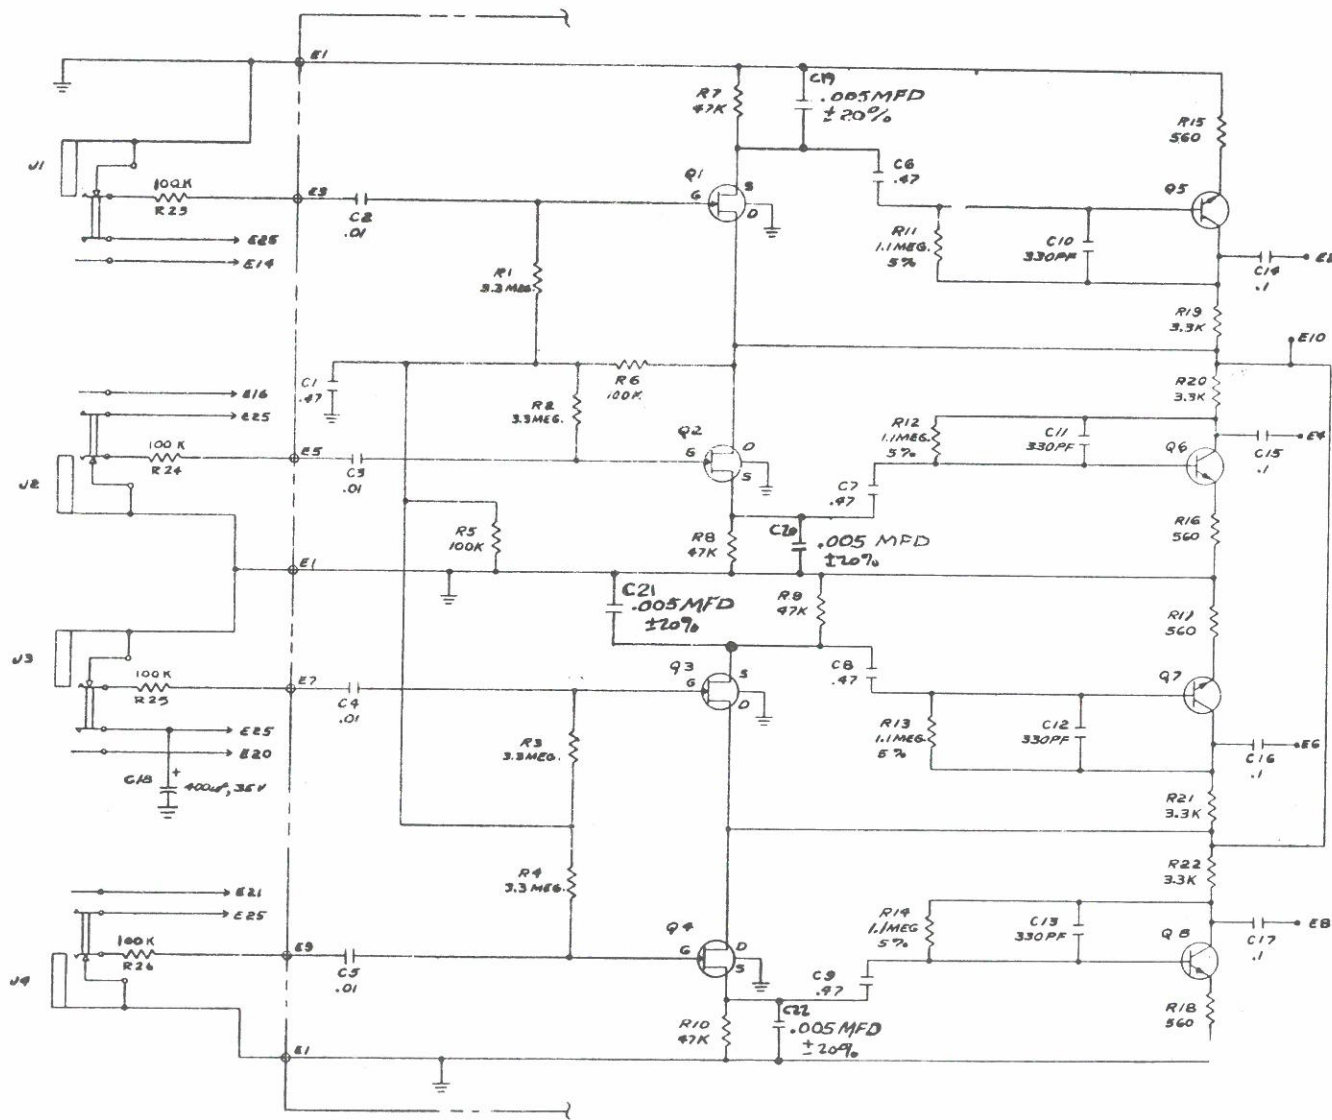 E1
C19
.005MFD
±20%
R7
47K
R15
560
J1
100K
R23
E3
C2
.01
Q1
G
S
D
C6
.47
Q5
E25
E14
R1
3.3MEG.
R11
1.1MEG.
5%
C10
330PF
C14
.1
R19
3.3K
E10
C1
.47
R6
100K
R20
3.3K
E16
E25
R2
3.3MEG.
100K
R24
E5
C3
.01
Q2
G
D
S
R12
1.1MEG.
5%
C11
330PF
Q6
C15
.1
E4
J2
C7
.47
R5
100K
R8
47K
C20
.005 MFD
±20%
R16
560
E1
C21
.005MFD
±20%
R9
47K
R17
560
J3
100K
R25
E7
C4
.01
Q3
G
S
D
C8
.47
Q7
E25
E20
C18
+
400uf, 35V
R3
3.3MEG.
R13
1.1MEG.
5%
C12
330PF
C16
.1
E6
R21
3.3K
R4
3.3MEG.
R22
3.3K
E21
E25
100K
R26
E9
C5
.01
Q4
G
D
S
R14
1.1MEG
5%
C13
330PF
Q8
C17
.1
E8
J4
C9
.47
R10
47K
C22
.005MFD
±20%
R18
560
E1